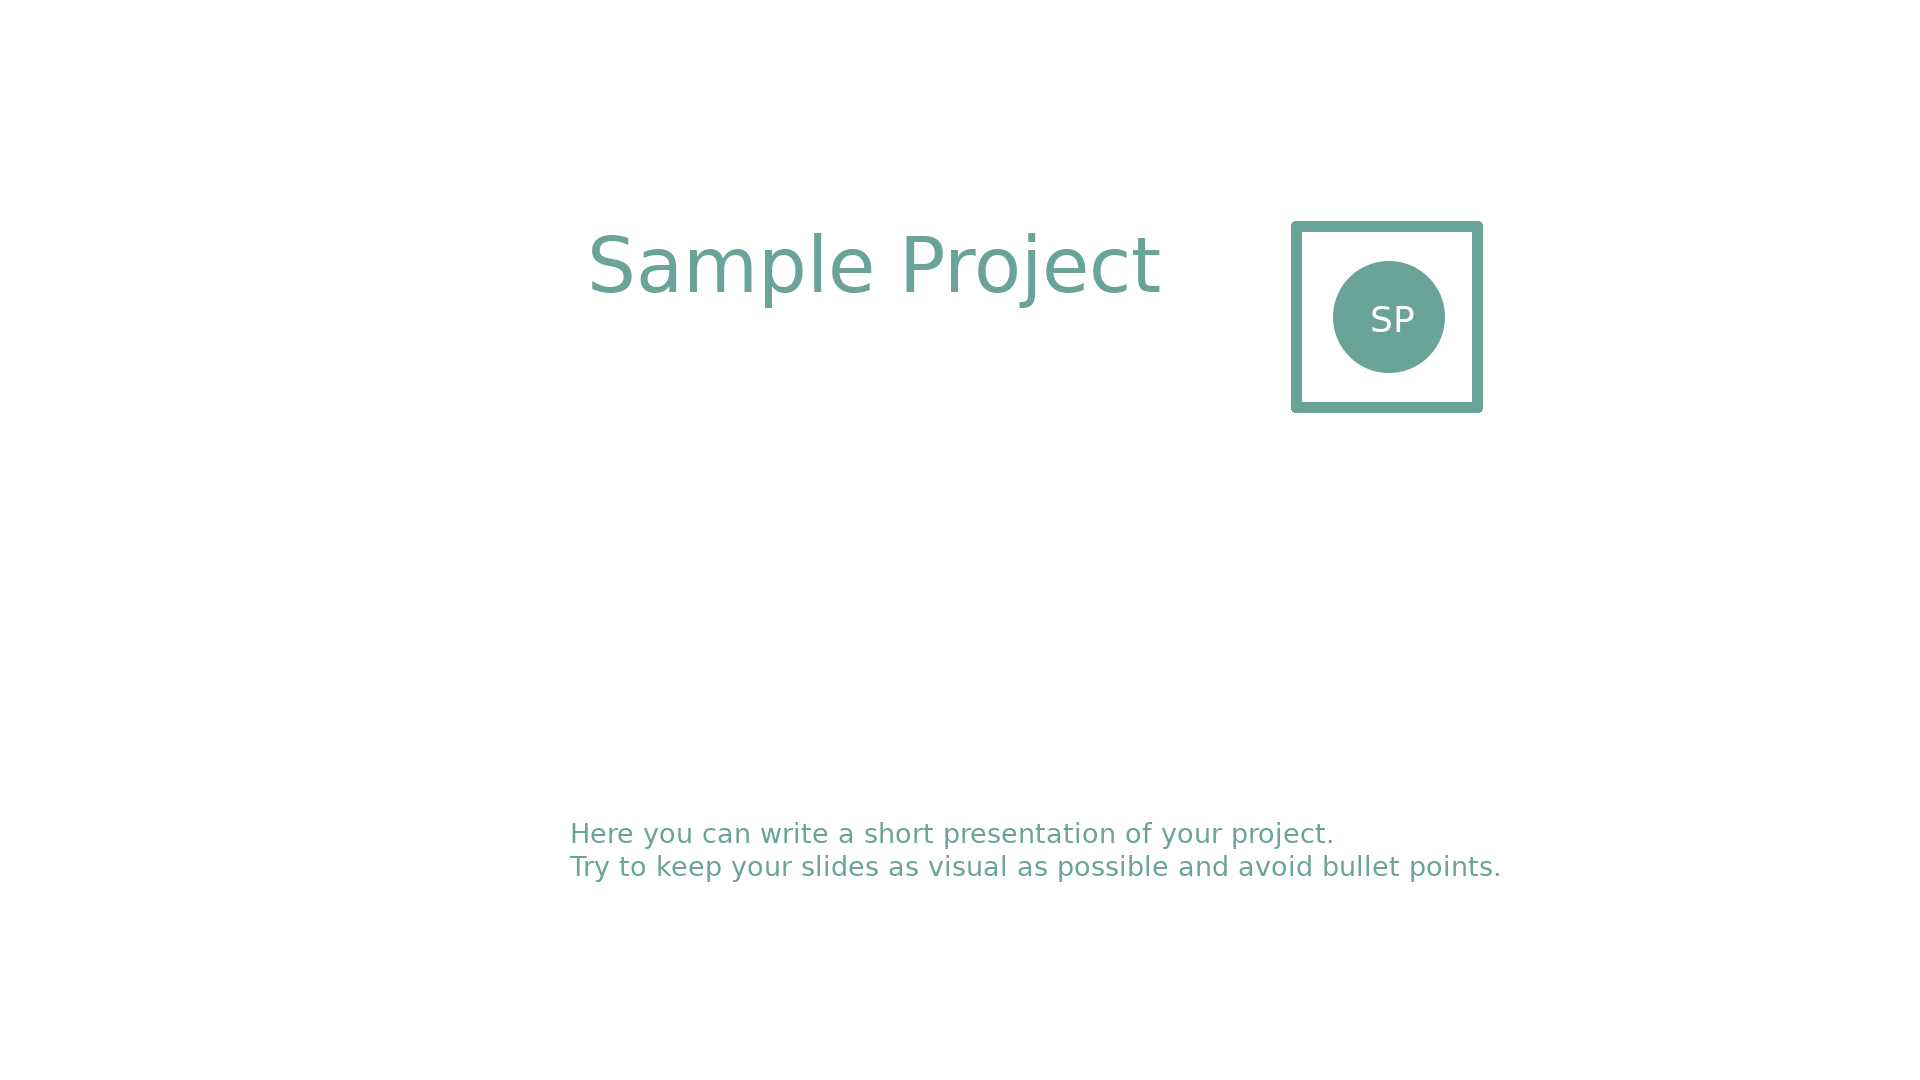 Sample Project
SP
Here you can write a short presentation of your project.
Try to keep your slides as visual as possible and avoid bullet points.